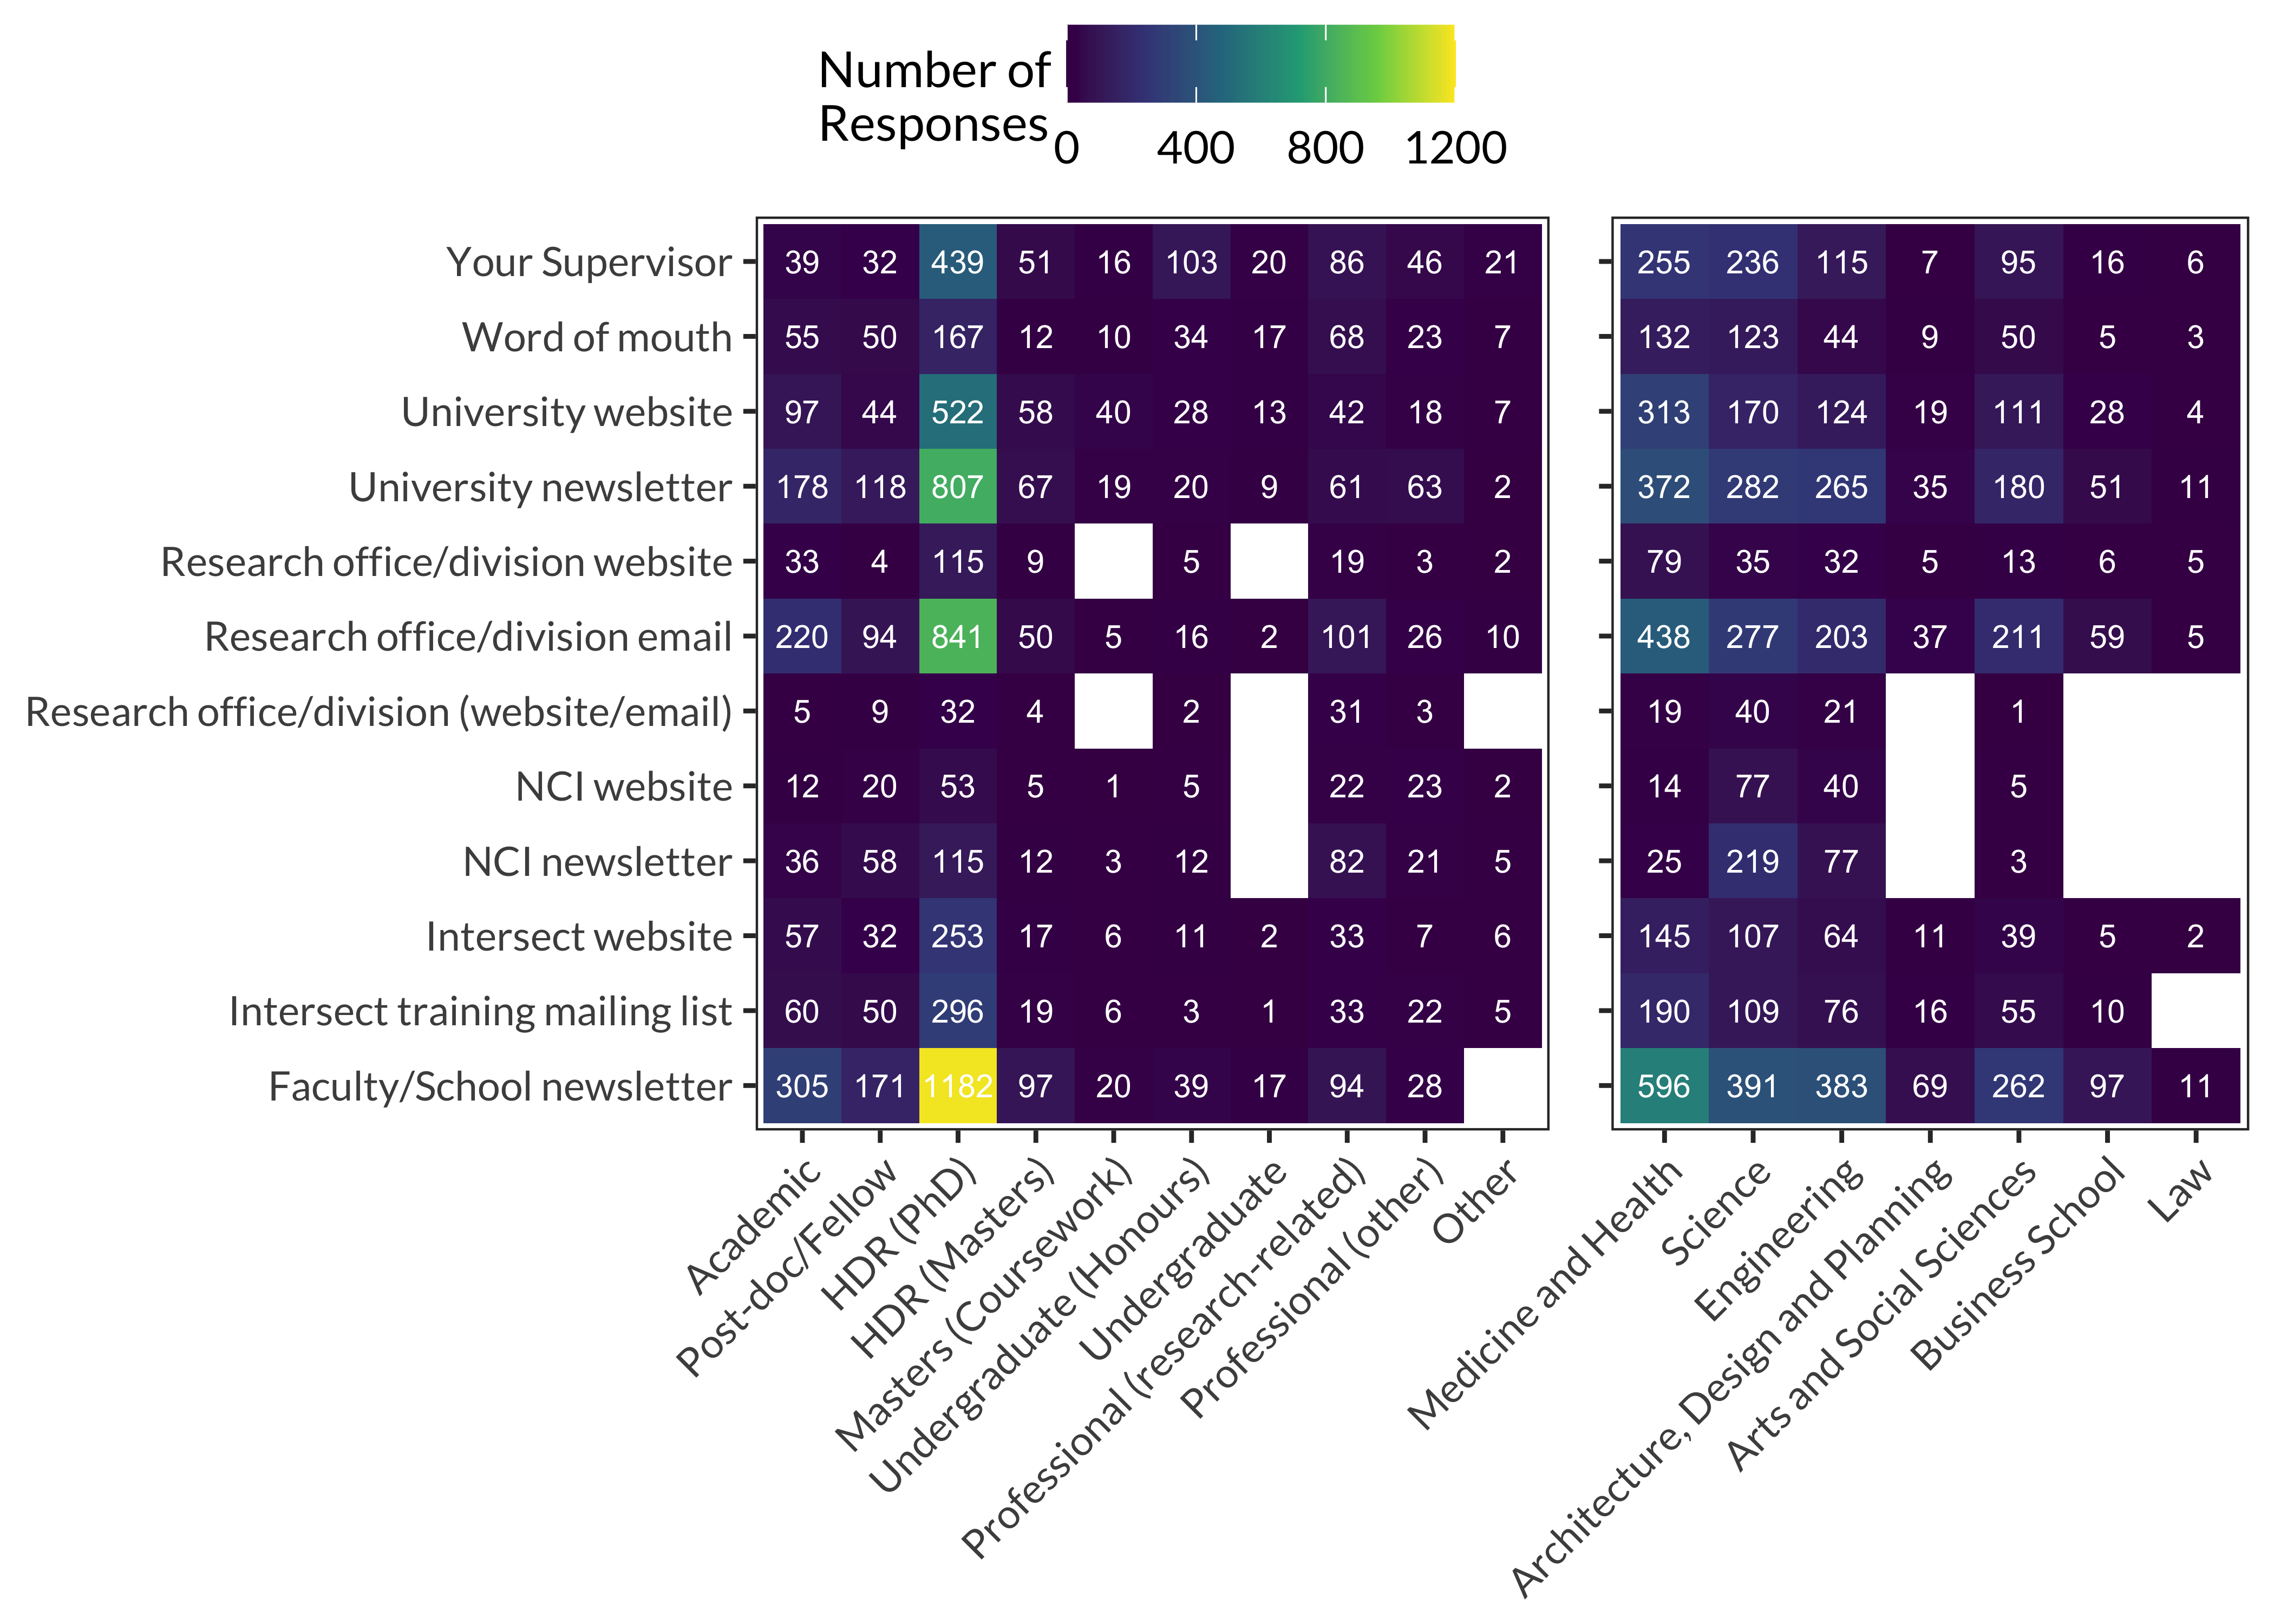 Number of
Responses
0 400 800 1200
Your Supervisor 39 32 439 51 16 103 20 86 46 21 255 236 115 7 95 16 6
Word of mouth 55 50 167 12 10 34 17 68 23 7 132 123 44 9 50 5 3
University website 97 44 522 58 40 28 13 42 18 7 313 170 124 19 111 28 4
University newsletter 178 118 807 67 19 20 9 61 63 2 372 282 265 35 180 51 11
Research office/division website 33 4 115 9 5 19 3 2 79 35 32 5 13 6 5
Research office/division email 220 94 841 50 5 16 2 101 26 10 438 277 203 37 211 59 5
Research office/division (website/email) 5 9 32 4 2 31 3 19 40 21 1
NCI website 12 20 53 5 1 5 22 23 2 14 77 40 5
NCI newsletter 36 58 115 12 3 12 82 21 5 25 219 77 3
Intersect website 57 32 253 17 6 11 2 33 7 6 145 107 64 11 39 5 2
Intersect training mailing list 60 50 296 19 6 3 1 33 22 5 190 109 76 16 55 10
Faculty/School newsletter 305 171 1182 97 20 39 17 94 28 596 391 383 69 262 97 11
Academic
Post-doc/Fellow
HDR (PhD)
HDR (Masters)
Masters (Coursework)
Undergraduate (Honours)
Undergraduate
Professional (research-related)
Professional (other)
Other
Medicine and Health
Science
Engineering
Architecture, Design and Planning
Arts and Social Sciences
Business School
Law